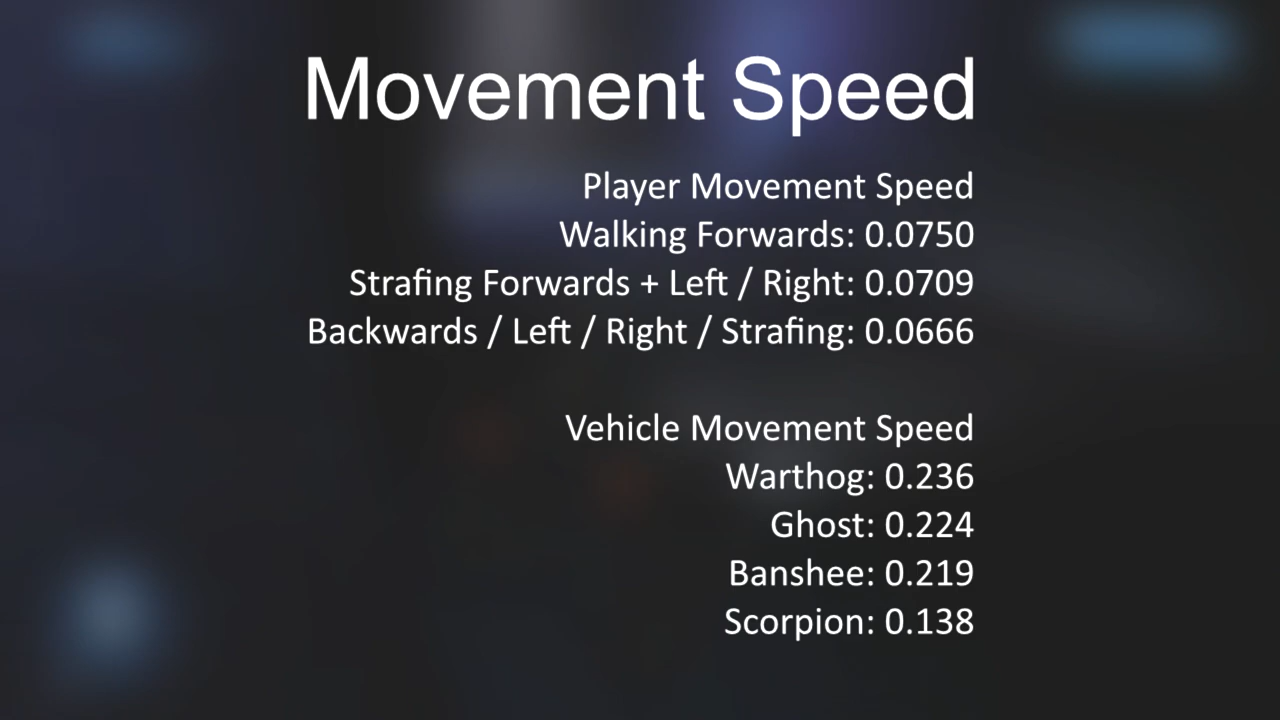 Movement Speed
Player Movement Speed
Walking Forwards: 0.0750
Strafing Forwards + Left / Right: 0.0709
Backwards / Left / Right / Strafing: 0.0666
Vehicle Movement Speed
Warthog: 0.236
Ghost: 0.224
Banshee: 0.219
Scorpion: 0.138